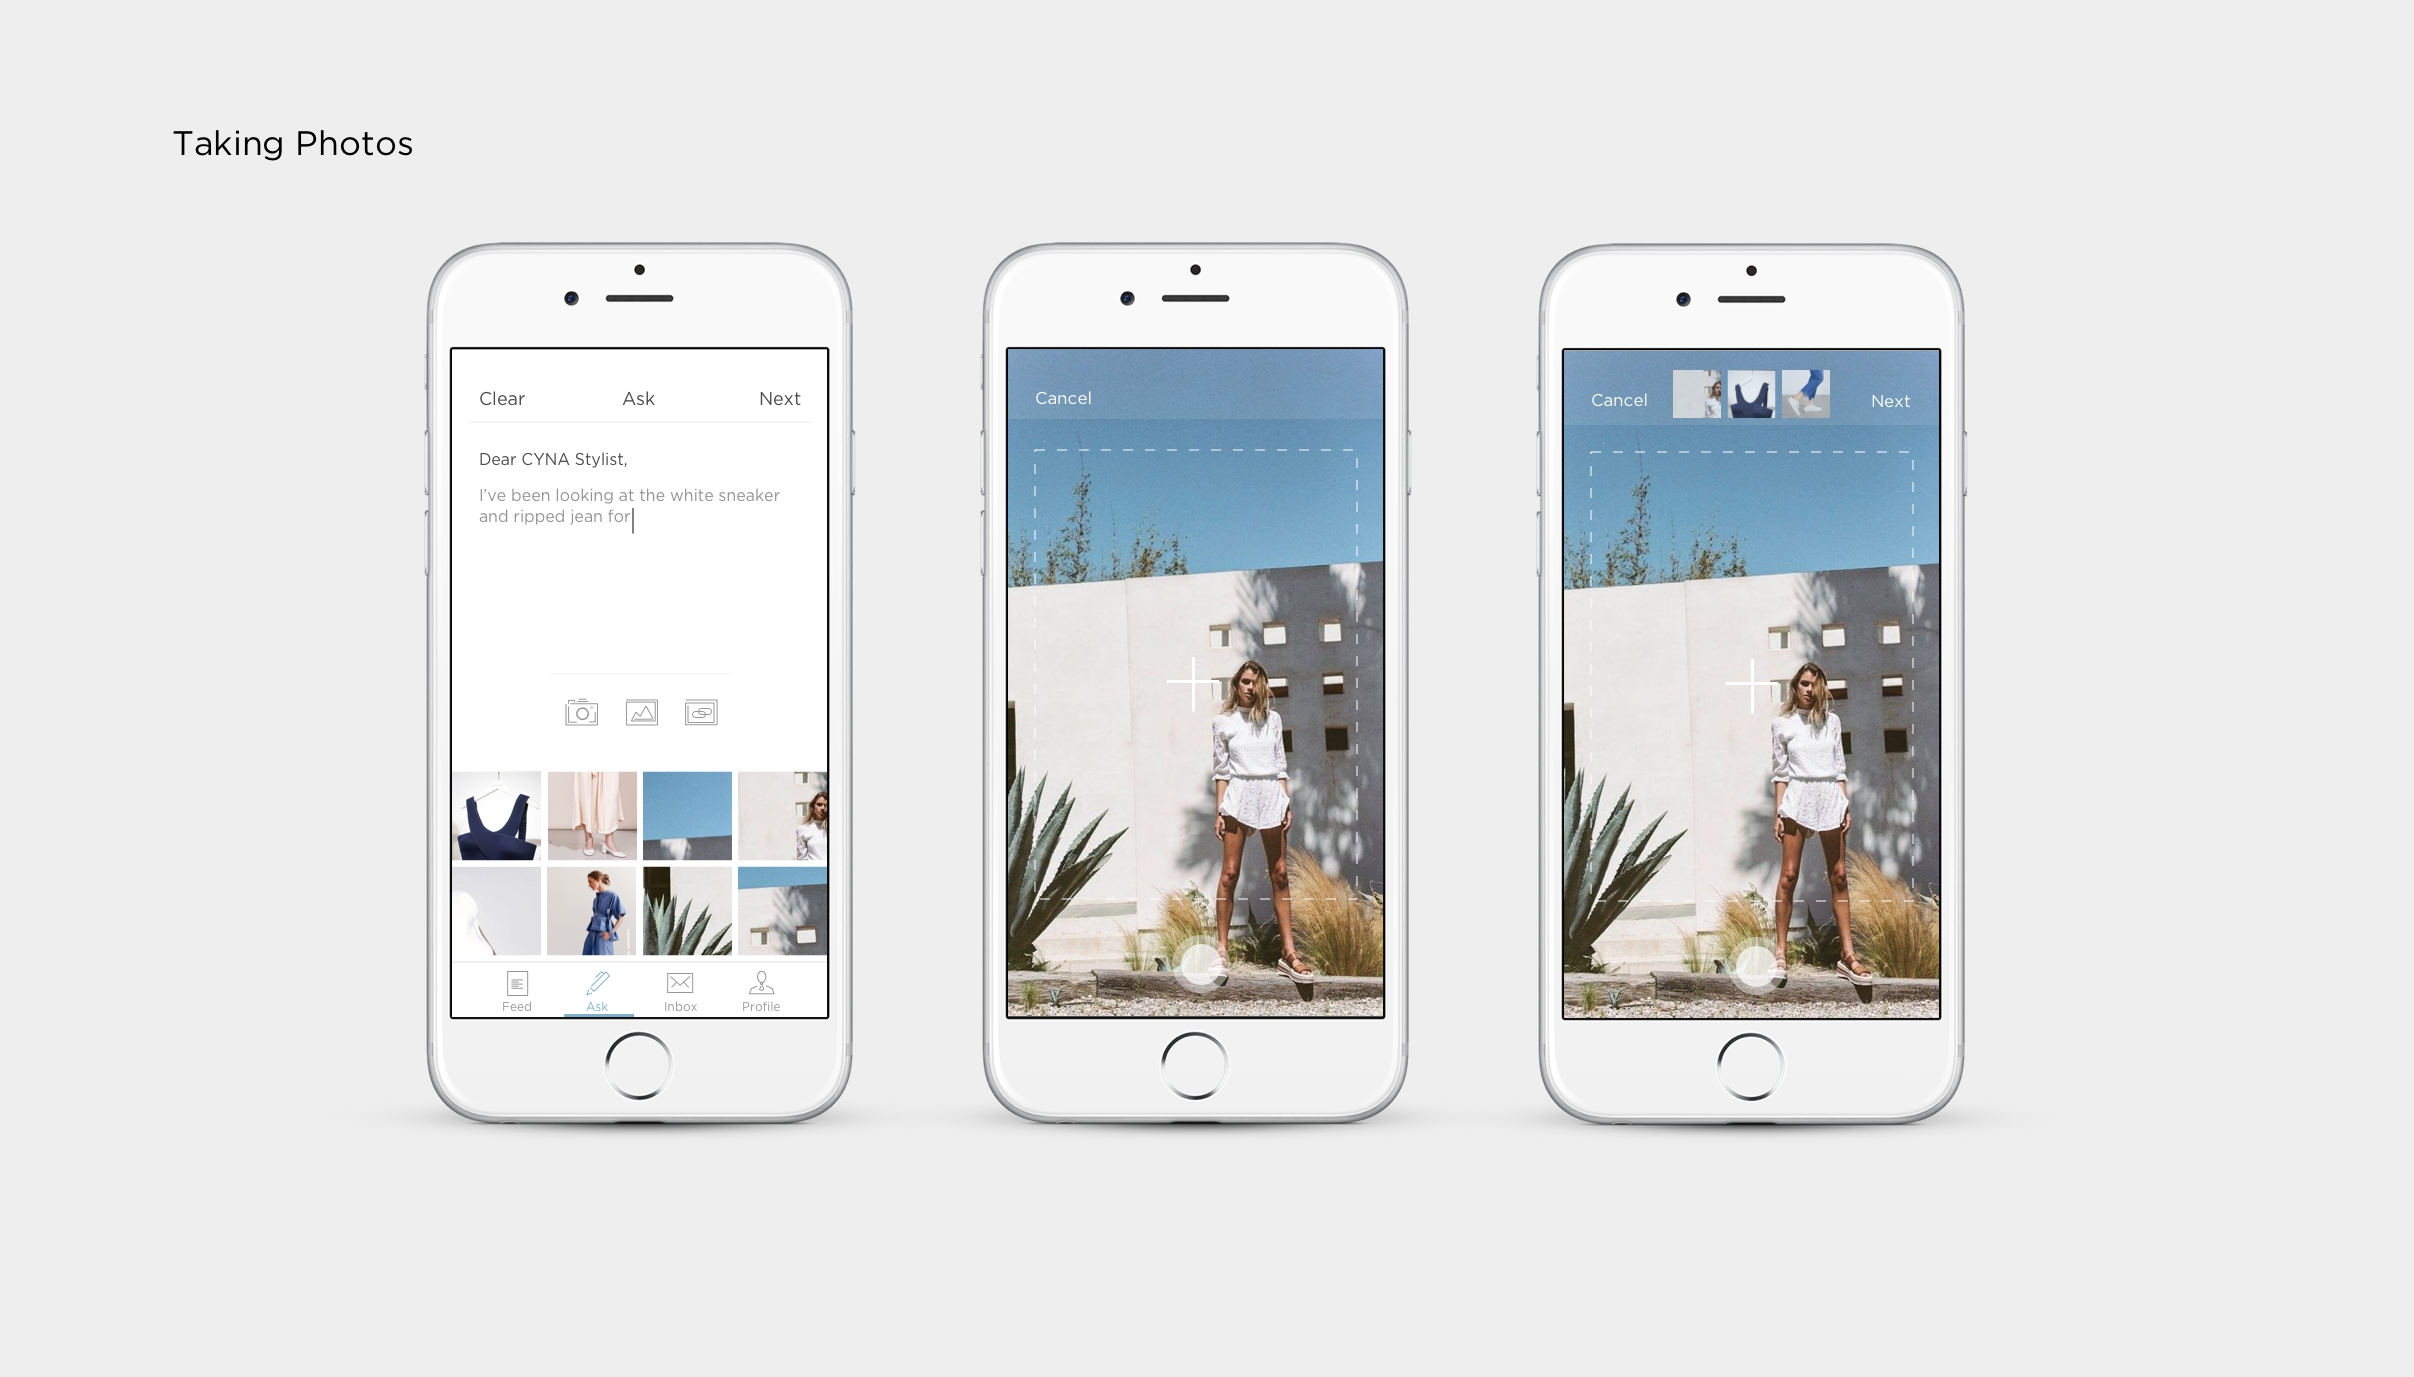 Taking Photos
Clear Ask Next
Dear CYNA Stylist,
I've been looking at the white sneaker
and ripped jean for
Feed Ask Inbox Profile
Cancel
Cancel Next